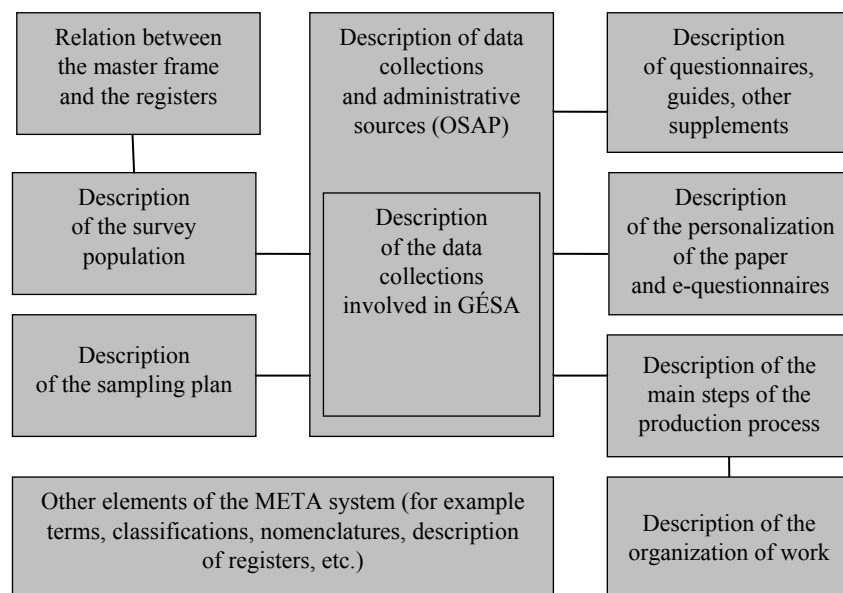 Relation between
the master frame
and the registers
Description
of the survey
population
Description
of the sampling plan
Description of data
collections
and administrative
sources (OSAP)
Description
of the data
collections
involved in GÉSA
Description
of questionnaires,
guides, other
supplements
Description
of the personalization
of the paper
and e-questionnaires
Description of the
main steps of the
production process
Description of the
organization of work
Other elements of the META system (for example
terms, classifications, nomenclatures, description
of registers, etc.)